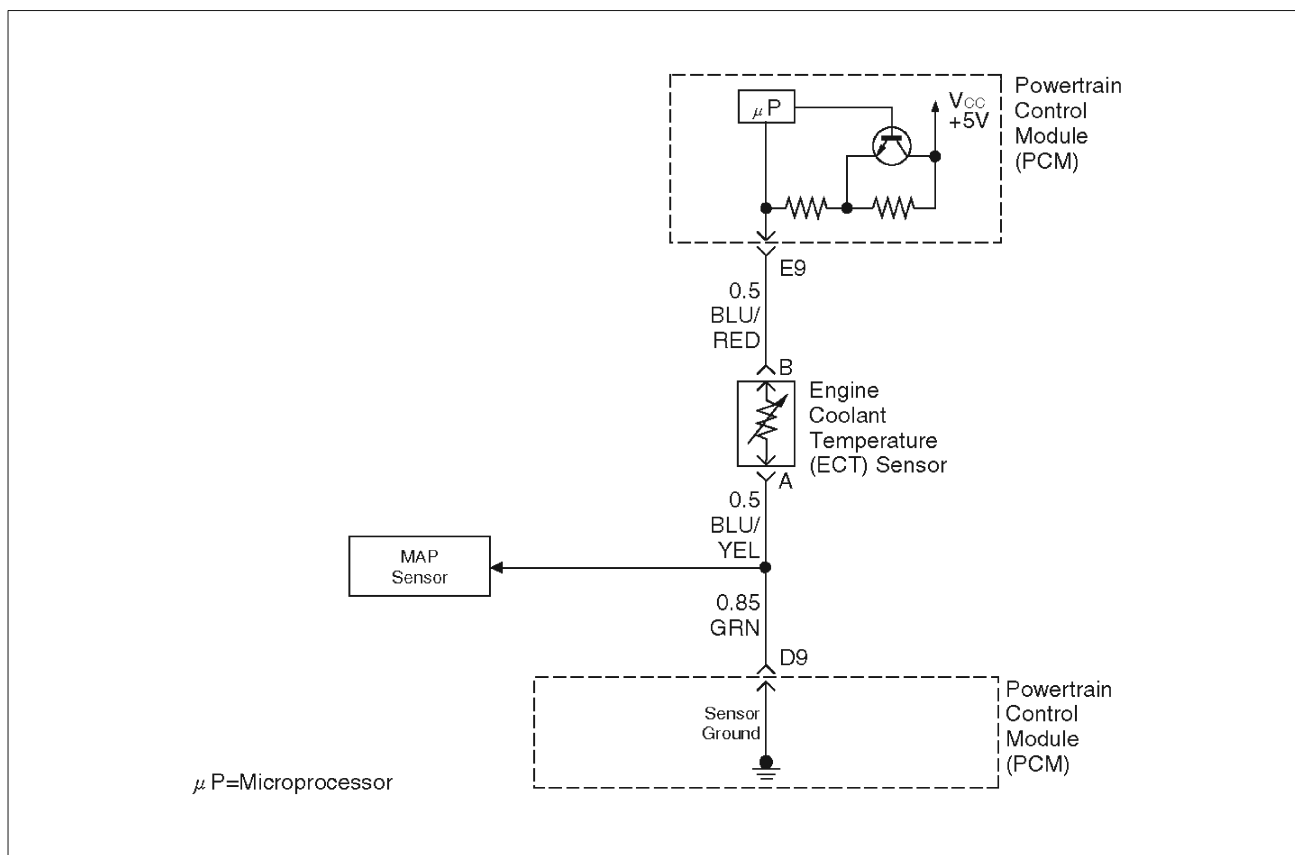 Powertrain
Control
Module
(PCM)
μP
VCC
+5V
E9
0.5
BLU/
RED
B
Engine
Coolant
Temperature
(ECT) Sensor
A
0.5
BLU/
YEL
MAP
Sensor
0.85
GRN
D9
Powertrain
Control
Module
(PCM)
Sensor
Ground
μP=Microprocessor